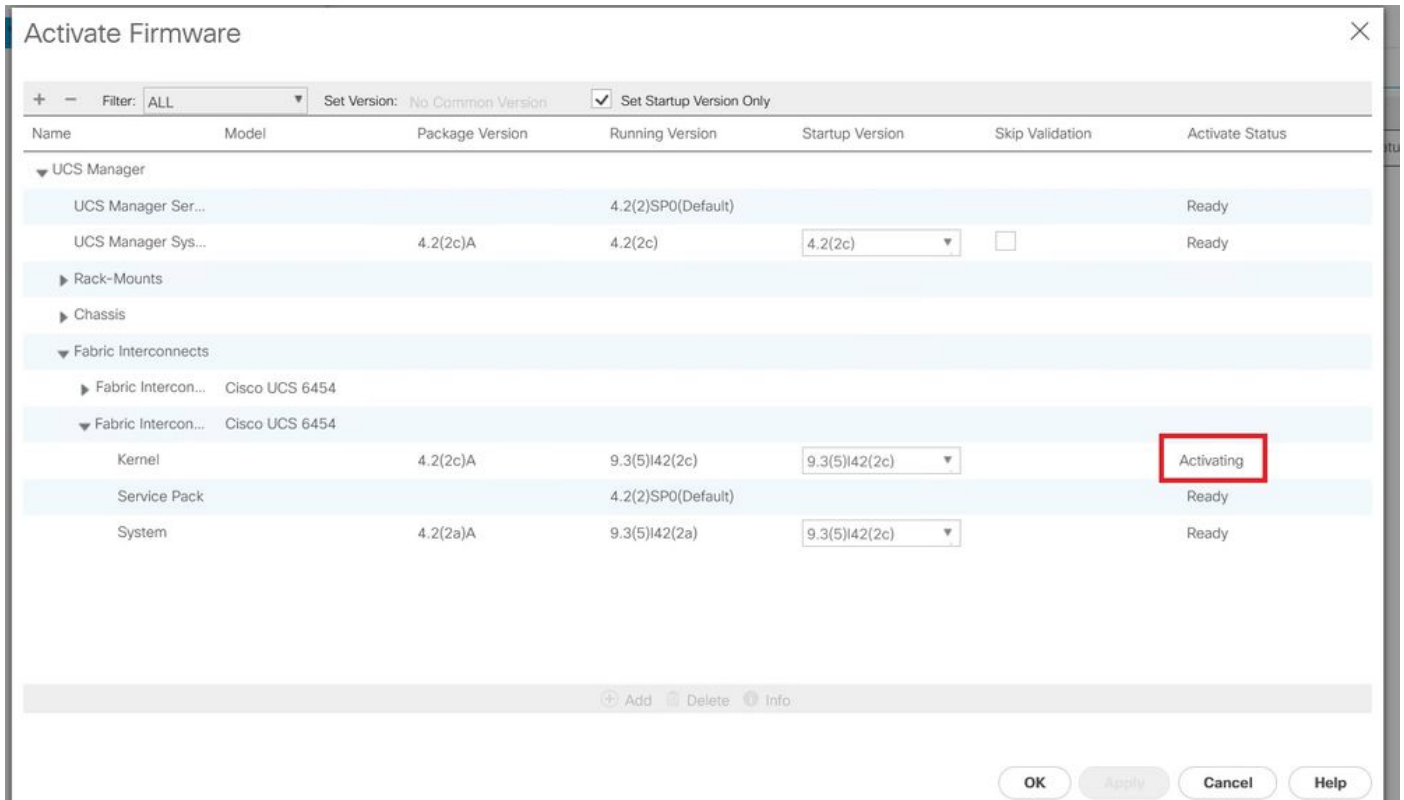 Activate Firmware
+ − Filter: ALL Set Version: No Common Version Set Startup Version Only
Name Model Package Version Running Version Startup Version Skip Validation Activate Status
UCS Manager
UCS Manager Ser... 4.2(2)SP0(Default) Ready
UCS Manager Sys... 4.2(2c)A 4.2(2c) 4.2(2c) Ready
Rack-Mounts
Chassis
Fabric Interconnects
Fabric Intercon... Cisco UCS 6454
Fabric Intercon... Cisco UCS 6454
Kernel 4.2(2c)A 9.3(5)I42(2c) 9.3(5)I42(2c) Activating
Service Pack 4.2(2)SP0(Default) Ready
System 4.2(2a)A 9.3(5)I42(2a) 9.3(5)I42(2c) Ready
Add Delete Info
OK Apply Cancel Help